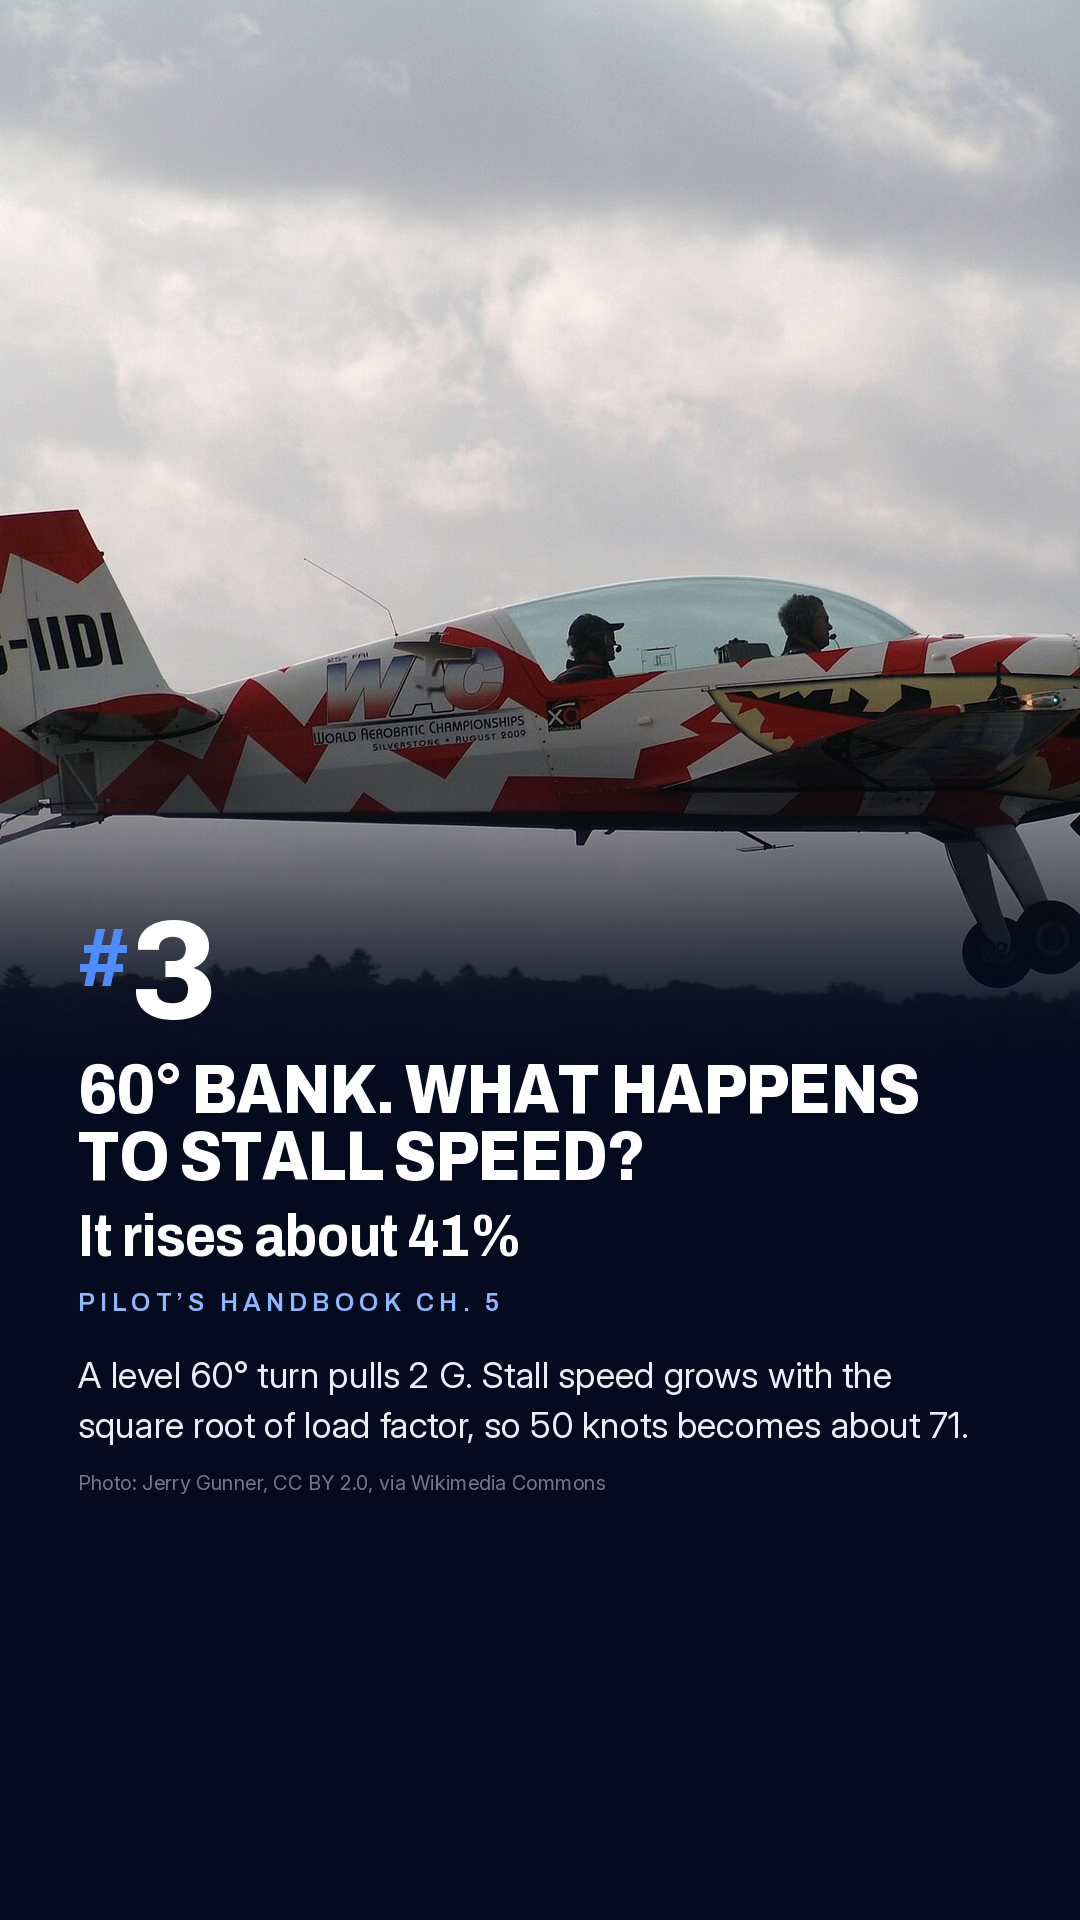 -IIDI
25TH FAI
WAC
WORLD AEROBATIC CHAMPIONSHIPS
SILVERSTONE • AUGUST 2009
XO
#3
60° BANK. WHAT HAPPENS
TO STALL SPEED?
It rises about 41%
PILOT’S HANDBOOK CH. 5
A level 60° turn pulls 2 G. Stall speed grows with the
square root of load factor, so 50 knots becomes about 71.
Photo: Jerry Gunner, CC BY 2.0, via Wikimedia Commons